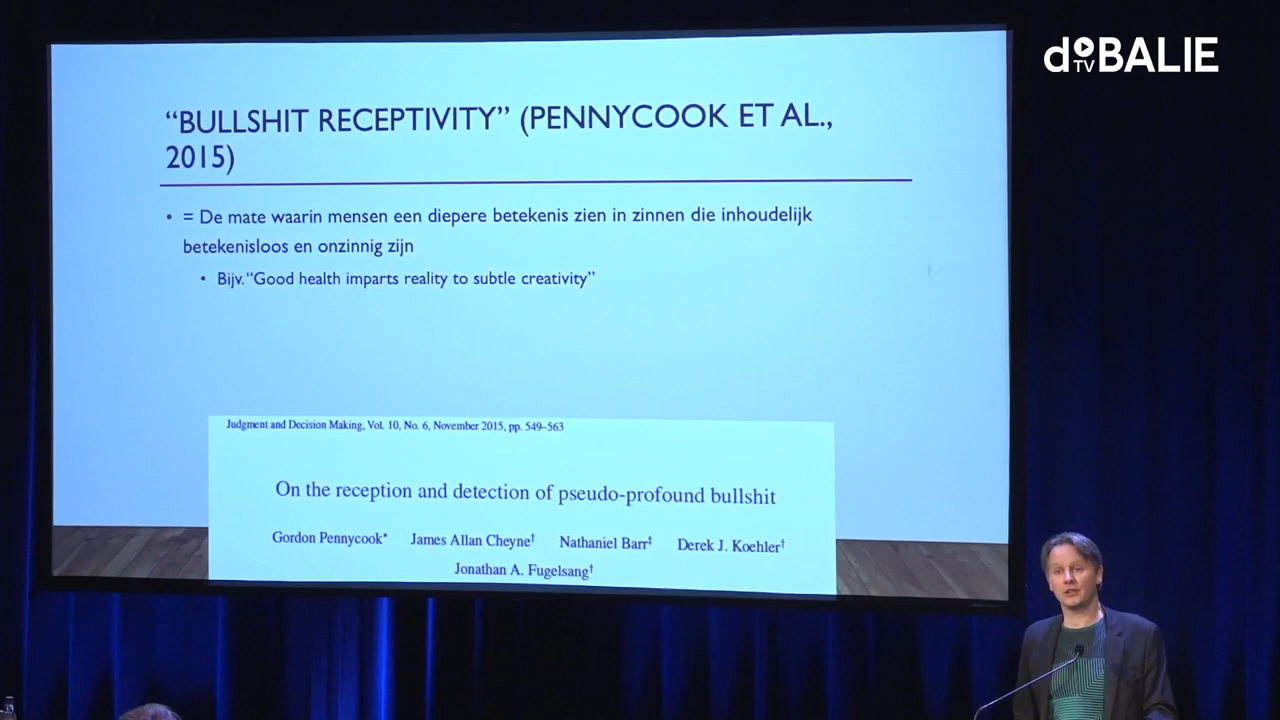 de BALIE
TV
“BULLSHIT RECEPTIVITY” (PENNYCOOK ET AL.,
2015)
• = De mate waarin mensen een diepere betekenis zien in zinnen die inhoudelijk
betekenisloos en onzinnig zijn
• Bijv. “Good health imparts reality to subtle creativity”
Judgment and Decision Making, Vol. 10, No. 6, November 2015, pp. 549–563
On the reception and detection of pseudo-profound bullshit
Gordon Pennycook* James Allan Cheyne† Nathaniel Barr‡ Derek J. Koehler†
Jonathan A. Fugelsang†